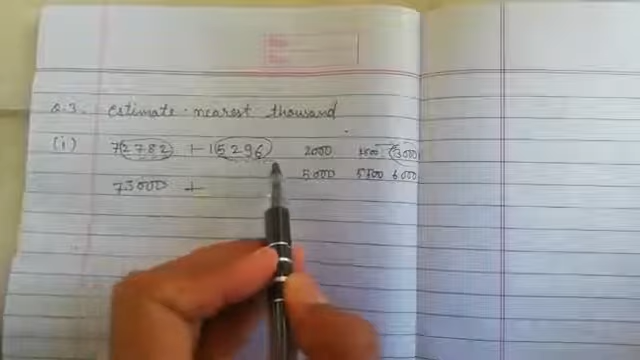 Q.3. Estimate nearest thousand
(i) 72782 + 15296 2000 2500 3000
73000 + 5000 5500 6000